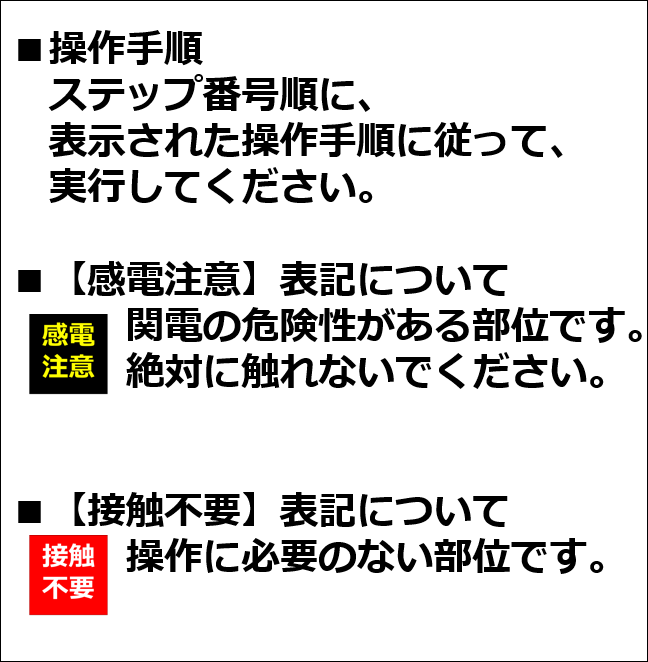 ■操作手順
ステップ番号順に、
表示された操作手順に従って、
実行してください。
■【感電注意】表記について
感電
注意
関電の危険性がある部位です。
絶対に触れないでください。
■【接触不要】表記について
接触
不要
操作に必要のない部位です。